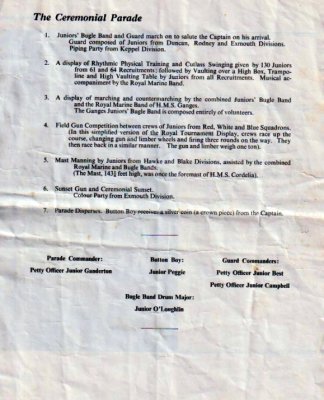 The Ceremonial Parade
1. Juniors' Bugle Band and Guard march on to salute the Captain on his arrival.
Guard composed of Juniors from Duncan, Rodney and Exmouth Divisions.
Piping Party from Keppel Division.
2. A display of Rhythmic Physical Training and Cutlass Swinging given by 130 Juniors
from 61 and 64 Recruitments; followed by Vaulting over a High Box, Trampo-
line and High Vaulting Table by Juniors from all Recruitments. Musical ac-
companiment by the Royal Marine Band.
3. A display of marching and countermarching by the combined Juniors' Bugle Band
and the Royal Marine Band of H.M.S. Ganges.
The Ganges Juniors' Bugle Band is composed entirely of volunteers.
4. Field Gun Competition between crews of Juniors from Red, White and Blue Squadrons.
(In this simplified version of the Royal Tournament Display, crews race up the
course, changing gun and limber wheels and firing three rounds on the way. They
then race back in a similar manner. The gun and limber weigh one ton).
5. Mast Manning by Juniors from Hawke and Blake Divisions, assisted by the combined
Royal Marine and Bugle Bands.
(The Mast, 143] feet high, was once the foremast of H.M.S. Cordelia).
6. Sunset Gun and Ceremonial Sunset.
Colour Party from Exmouth Division.
7. Parade Disperses. Button Boy receives a silver coin (a crown piece) from the Captain.
Parade Commander:
Petty Officer Junior Ganderton
Button Boy:
Junior Peggie
Guard Commanders:
Petty Officer Junior Best
Petty Officer Junior Campbell
Bugle Band Drum Major:
Junior O'Loughlin